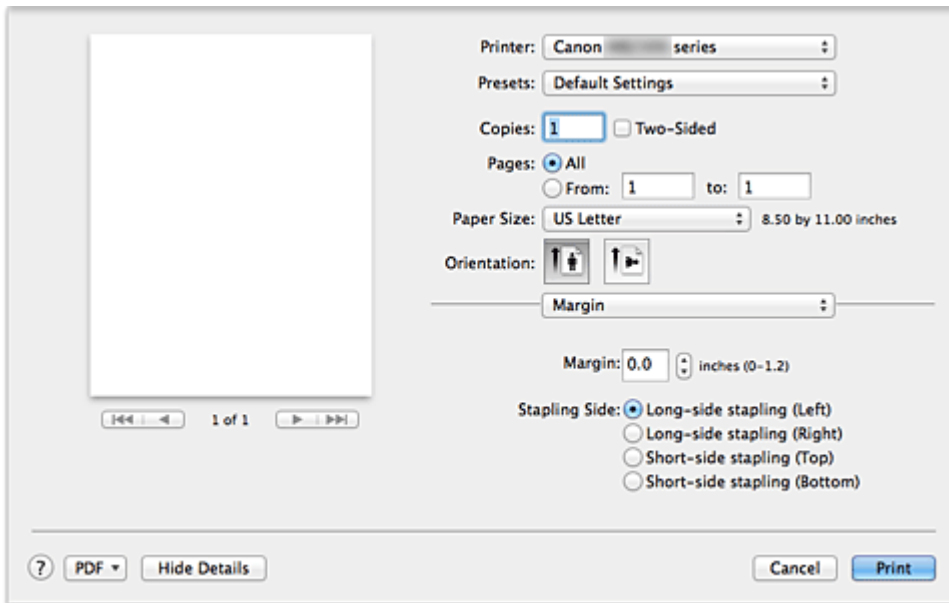 Printer: Canon series
Presets: Default Settings
Copies: 1 Two-Sided
Pages: All
From: 1 to: 1
Paper Size: US Letter 8.50 by 11.00 inches
Orientation:
Margin
Margin: 0.0 inches (0-1.2)
1 of 1
Stapling Side: Long-side stapling (Left)
Long-side stapling (Right)
Short-side stapling (Top)
Short-side stapling (Bottom)
? PDF Hide Details Cancel Print